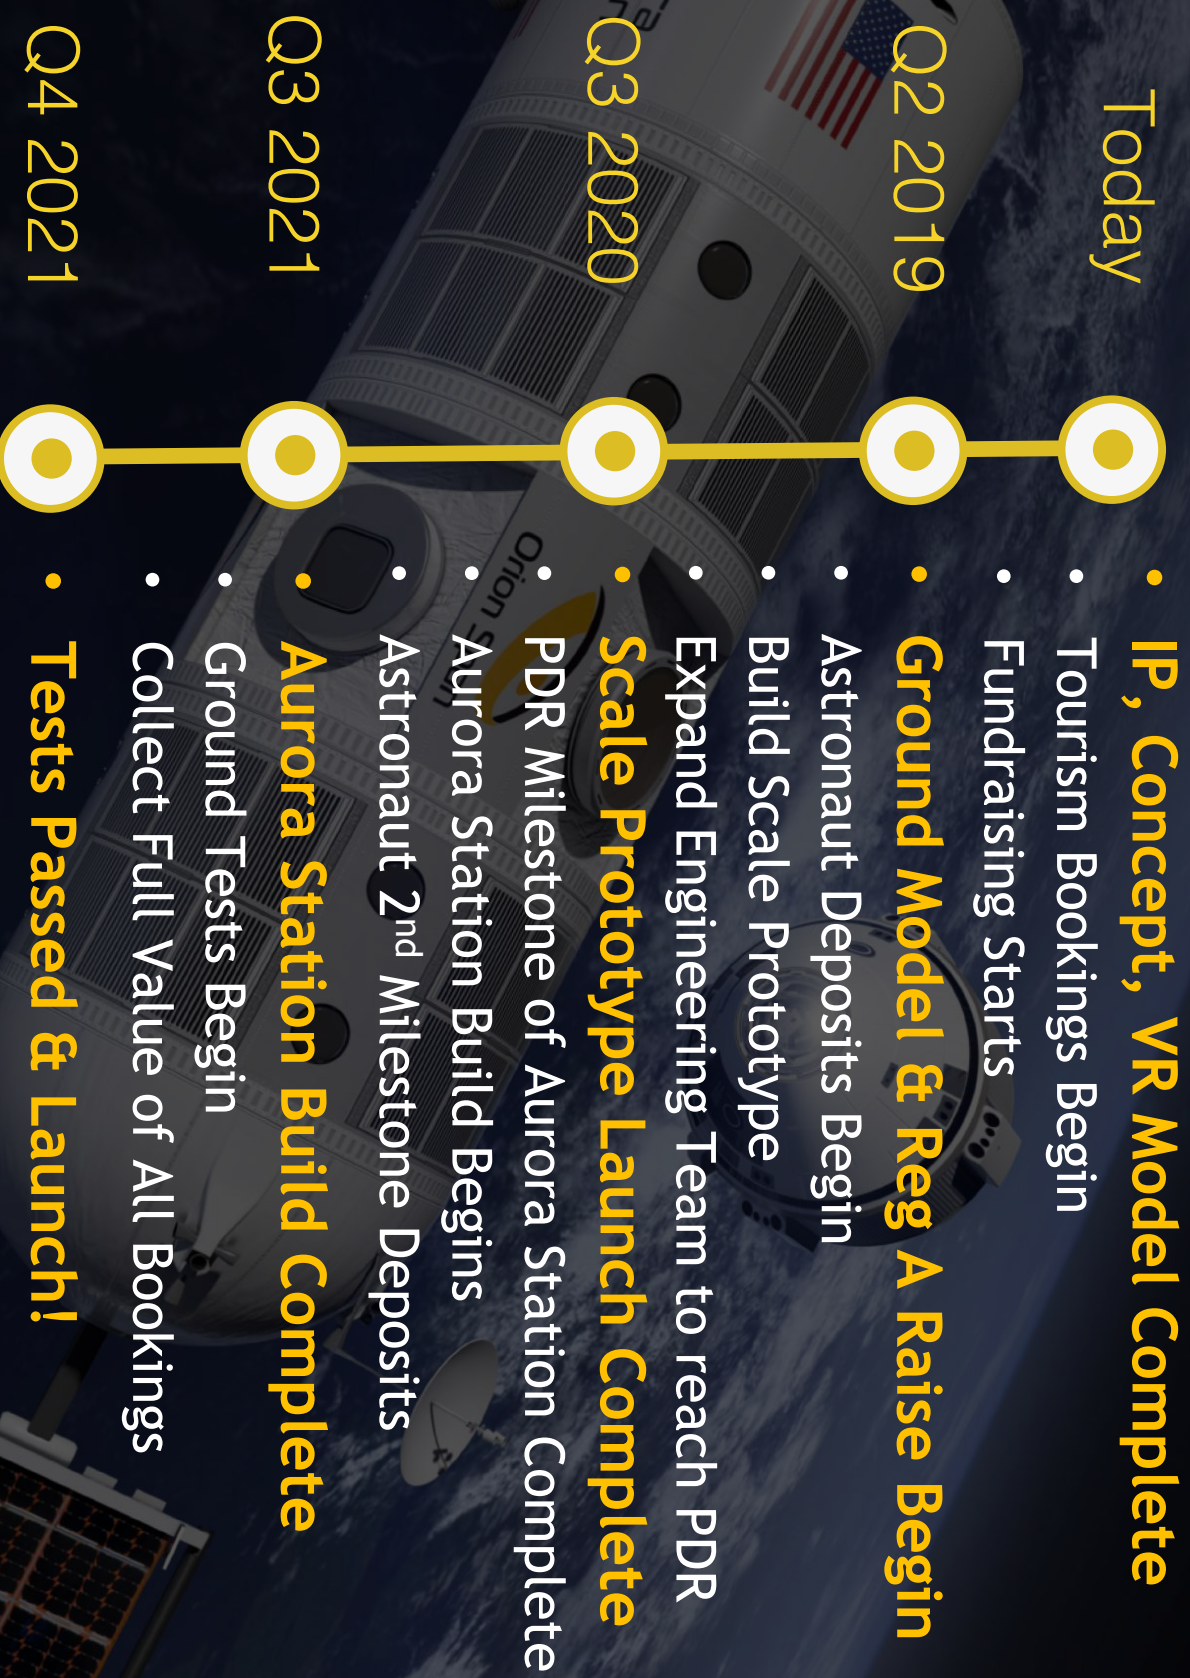 Today
IP, Concept, VR Model Complete
Tourism Bookings Begin
Fundraising Starts
Q2 2019
Ground Model & Reg A Raise Begin
Astronaut Deposits Begin
Build Scale Prototype
Expand Engineering Team to reach PDR
Q3 2020
Scale Prototype Launch Complete
PDR Milestone of Aurora Station Complete
Aurora Station Build Begins
Astronaut 2nd Milestone Deposits
Q3 2021
Aurora Station Build Complete
Ground Tests Begin
Collect Full Value of All Bookings
Q4 2021
Tests Passed & Launch!
Orion Span